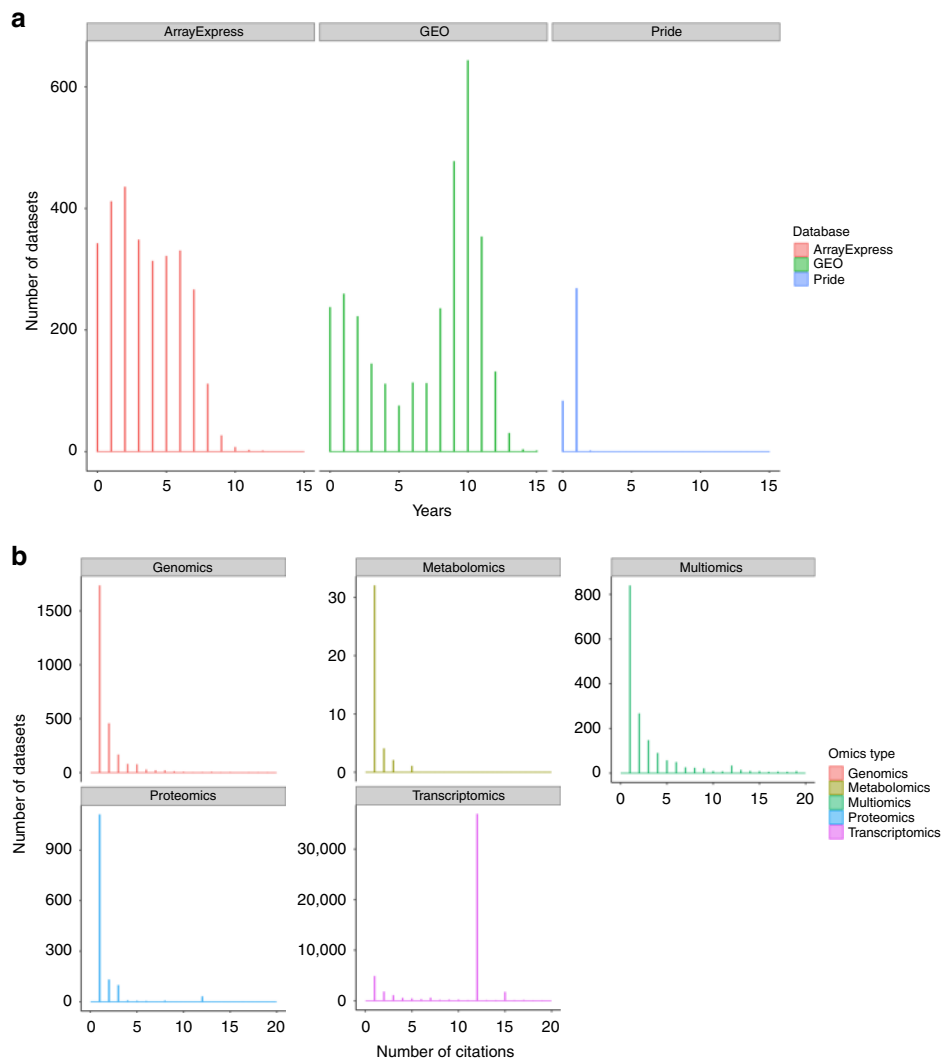 a
ArrayExpress
GEO
Pride
600
400
200
0
Number of datasets
0
5
10
15
0
5
10
15
0
5
10
15
Years
Database
ArrayExpress
GEO
Pride
b
Genomics
Metabolomics
Multiomics
1500
1000
500
0
30
20
10
0
800
600
400
200
0
0
5
10
15
20
Number of datasets
Proteomics
Transcriptomics
900
600
300
0
30,000
20,000
10,000
0
0
5
10
15
20
0
5
10
15
20
Number of citations
Omics type
Genomics
Metabolomics
Multiomics
Proteomics
Transcriptomics